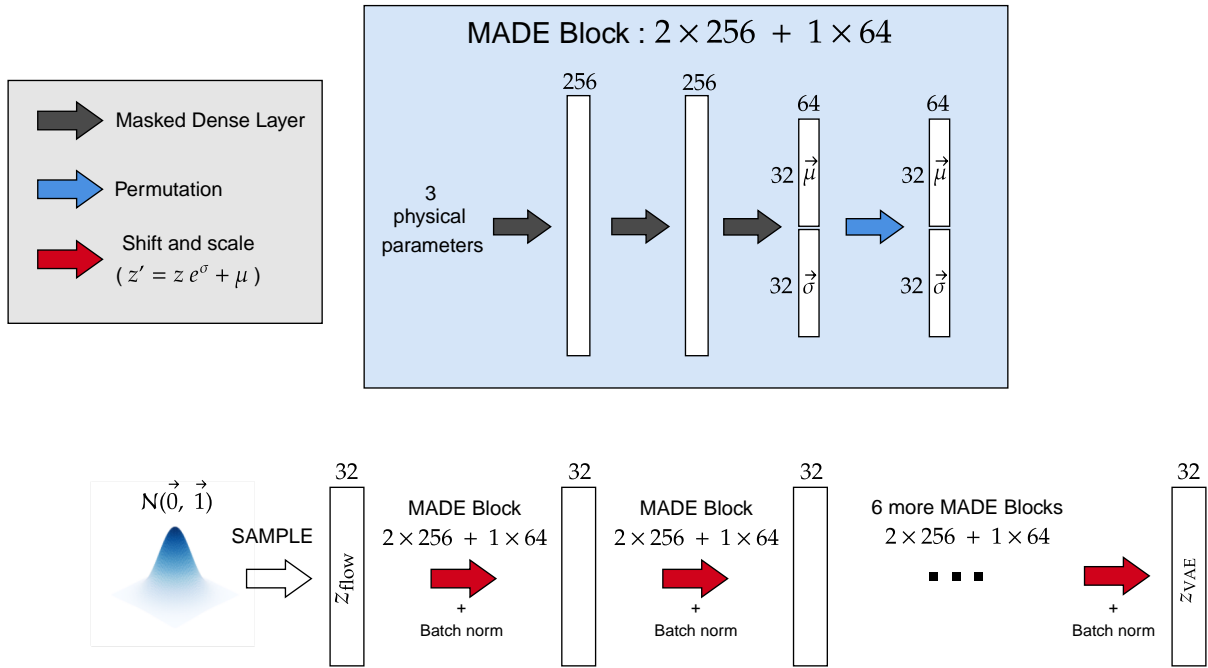 MADE Block : 2 × 256 + 1 × 64
Masked Dense Layer
Permutation
Shift and scale
( z′ = z e^σ + μ )
3
physical
parameters
256
256
64
32 μ⃗
32 σ⃗
64
32 μ⃗
32 σ⃗
N(0⃗, 1⃗)
SAMPLE
32
z_flow
MADE Block
2 × 256 + 1 × 64
+
Batch norm
32
MADE Block
2 × 256 + 1 × 64
+
Batch norm
32
6 more MADE Blocks
2 × 256 + 1 × 64
+
Batch norm
32
z_VAE